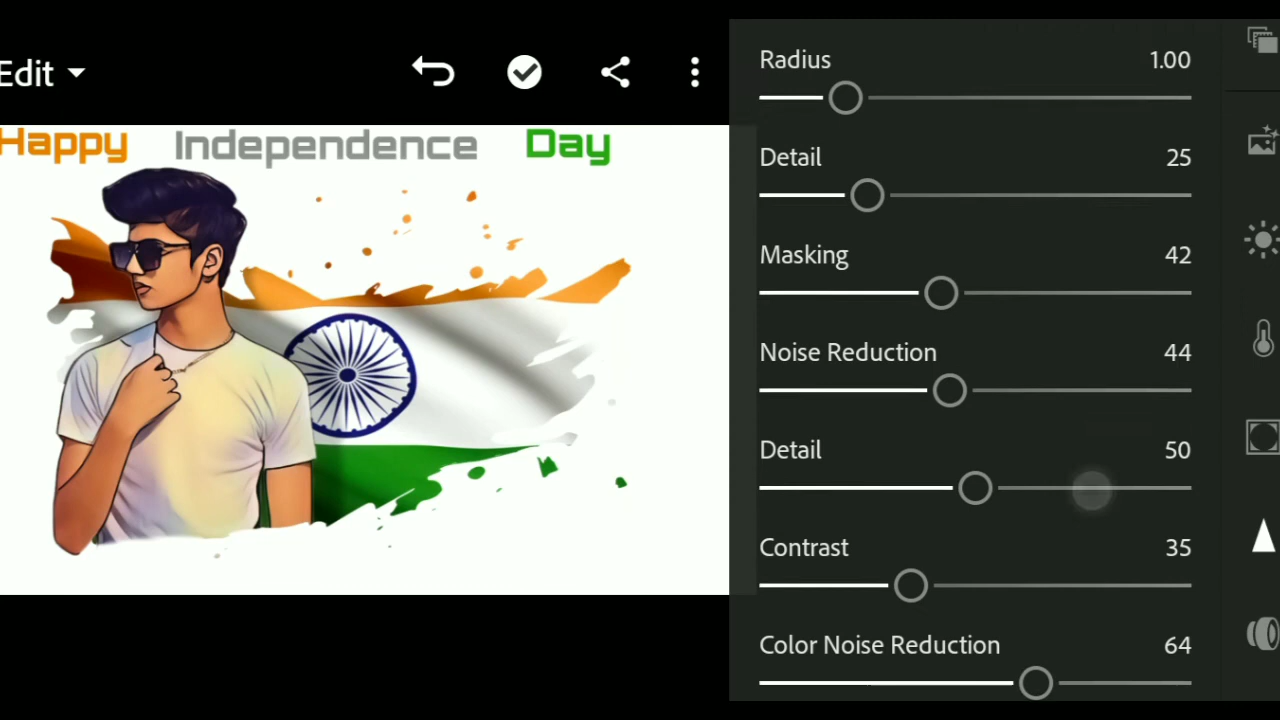 Edit
Happy Independence Day
Radius 1.00
Detail 25
Masking 42
Noise Reduction 44
Detail 50
Contrast 35
Color Noise Reduction 64